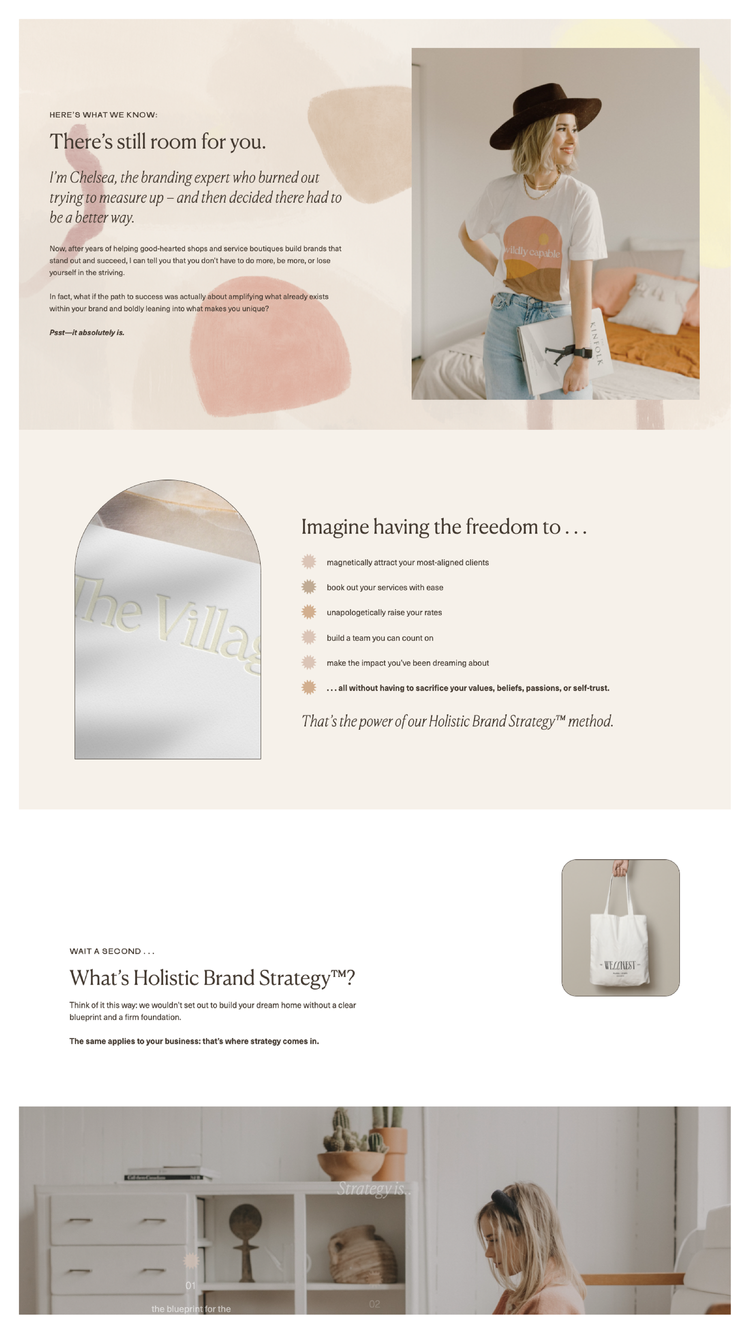 HERE'S WHAT WE KNOW:
There's still room for you.
I'm Chelsea, the branding expert who burned out
trying to measure up – and then decided there had to
be a better way.
Now, after years of helping good-hearted shops and service boutiques build brands that
stand out and succeed, I can tell you that you don't have to do more, be more, or lose
yourself in the striving.
In fact, what if the path to success was actually about amplifying what already exists
within your brand and boldly leaning into what makes you unique?
Psst—it absolutely is.
wildly capable
KINFOLK
The Villag
Imagine having the freedom to . . .
magnetically attract your most-aligned clients
book out your services with ease
unapologetically raise your rates
build a team you can count on
make the impact you've been dreaming about
. . . all without having to sacrifice your values, beliefs, passions, or self-trust.
That's the power of our Holistic Brand Strategy™ method.
WAIT A SECOND . . .
What's Holistic Brand Strategy™?
Think of it this way: we wouldn't set out to build your dream home without a clear
blueprint and a firm foundation.
The same applies to your business: that's where strategy comes in.
WELLNEST
Strategy is...
01
the blueprint for the
02